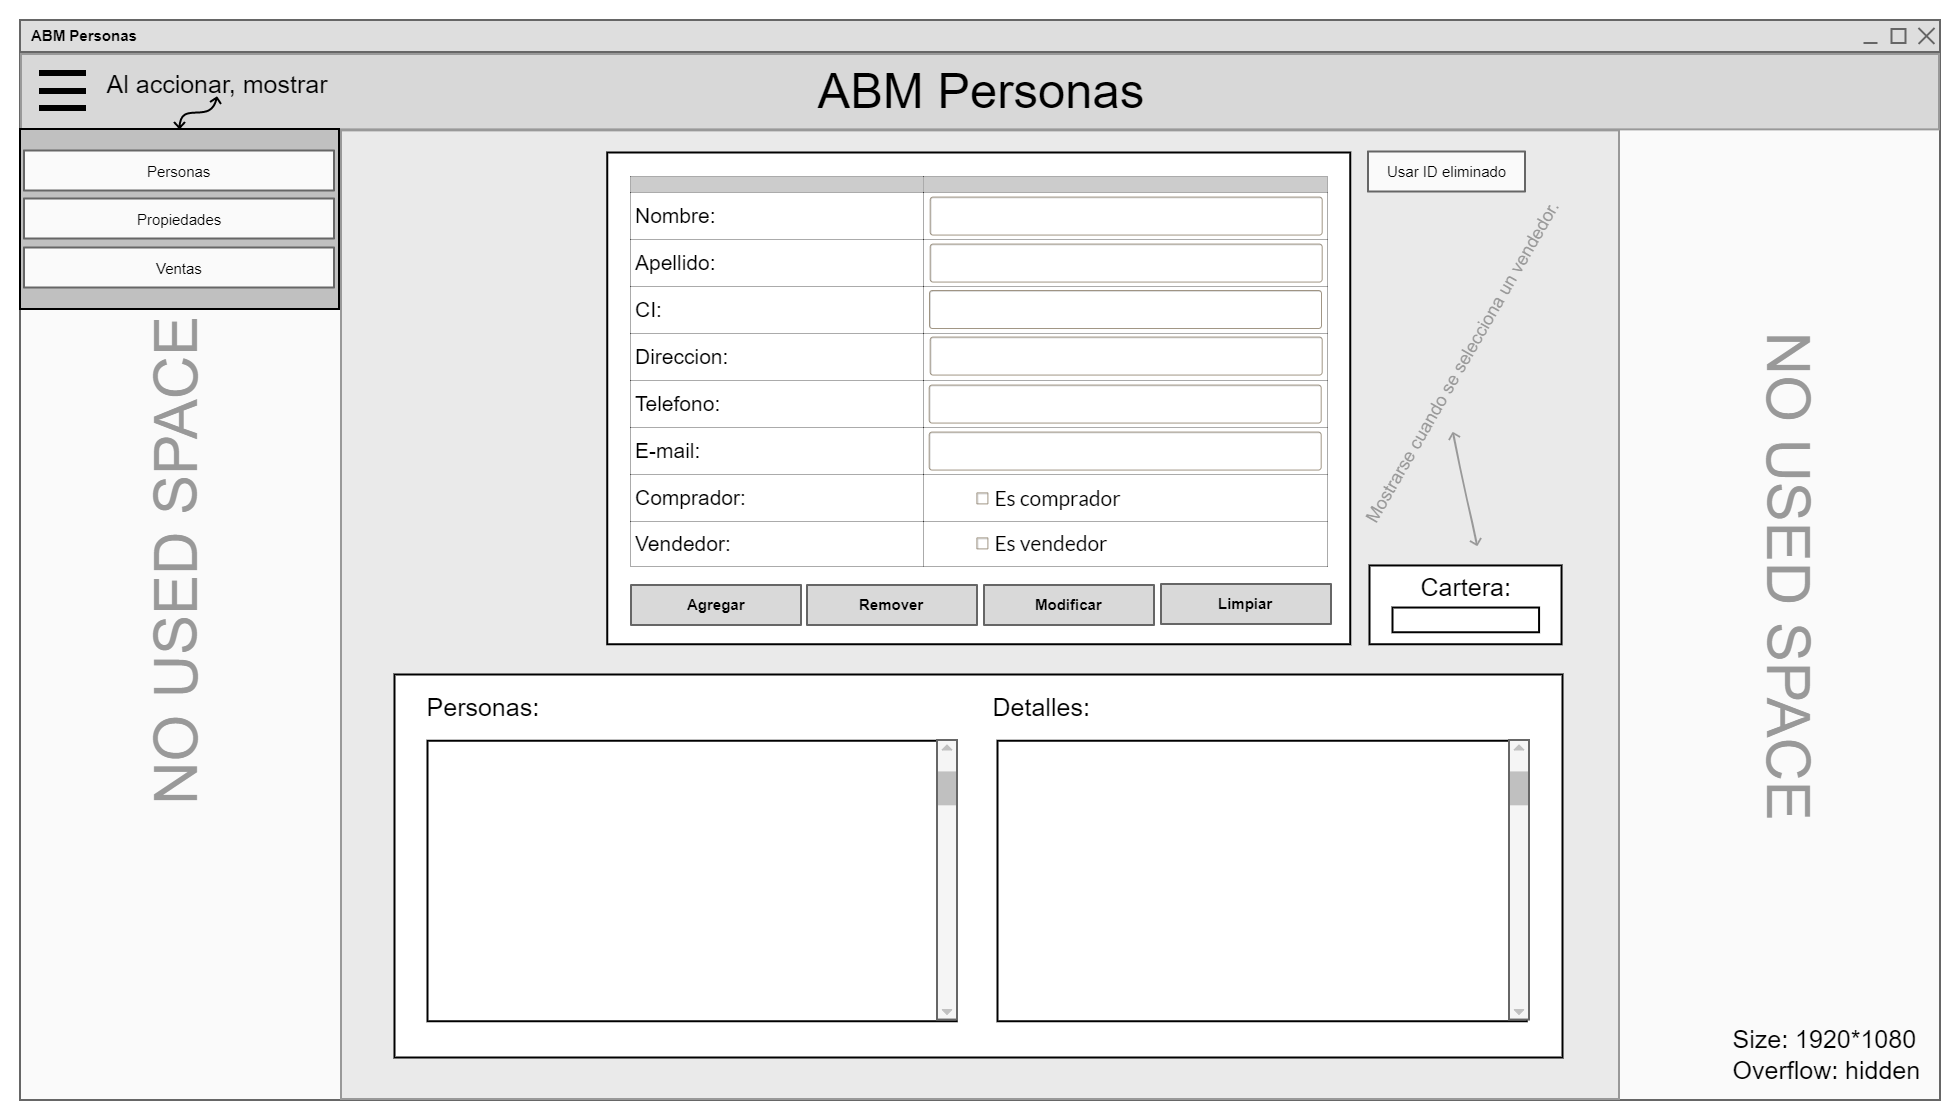 ABM Personas
Al accionar, mostrar
ABM Personas
Personas
Propiedades
Ventas
NO USED SPACE
Nombre:
Apellido:
CI:
Direccion:
Telefono:
E-mail:
Comprador:
Es comprador
Vendedor:
Es vendedor
Agregar
Remover
Modificar
Limpiar
Usar ID eliminado
Mostrarse cuando se selecciona un vendedor.
Cartera:
Personas:
Detalles:
NO USED SPACE
Size: 1920*1080
Overflow: hidden